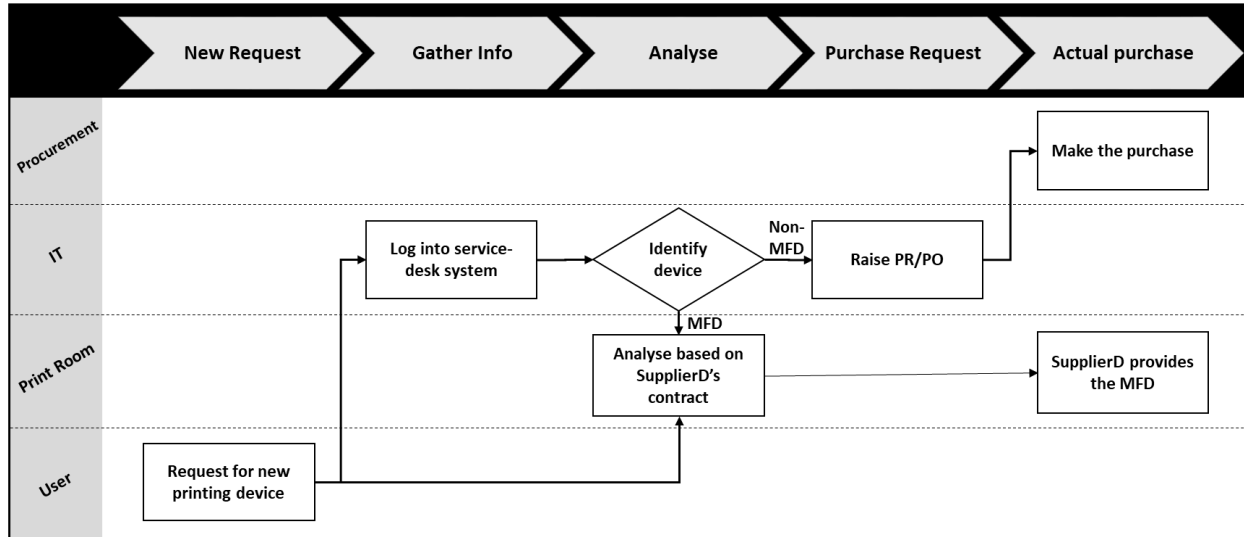 New Request
Gather Info
Analyse
Purchase Request
Actual purchase
Procurement
Make the purchase
IT
Log into service-
desk system
Identify
device
Non-
MFD
Raise PR/PO
MFD
Print Room
Analyse based on
SupplierD's
contract
SupplierD provides
the MFD
User
Request for new
printing device